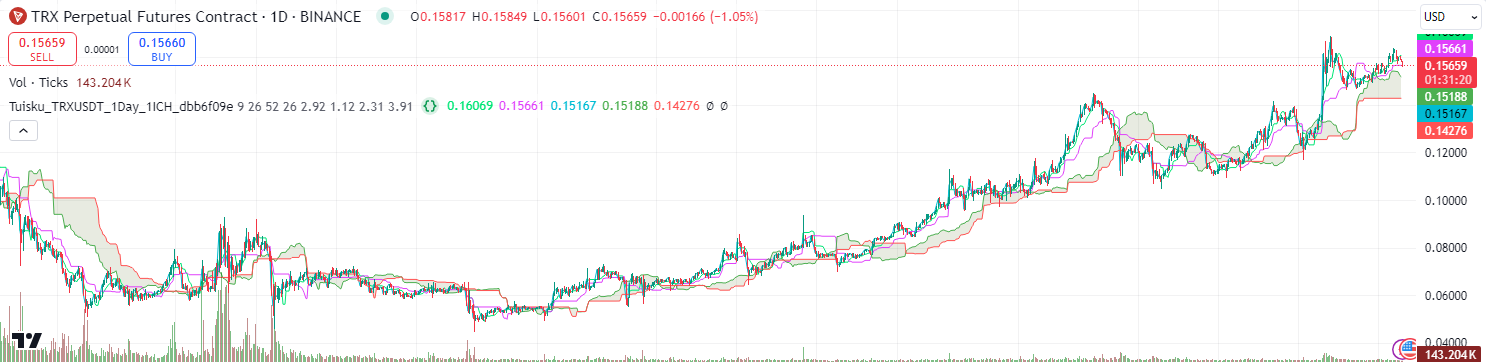 TRX Perpetual Futures Contract · 1D · BINANCE O0.15817 H0.15849 L0.15601 C0.15659 −0.00166 (−1.05%)
USD
0.15659 SELL
0.00001
0.15660 BUY
Vol · Ticks 143.204K
Tuisku_TRXUSDT_1Day_1ICH_dbb6f09e 9 26 52 26 2.92 1.12 2.31 3.91 {} 0.16069 0.15661 0.15167 0.15188 0.14276 Ø Ø
0.15661
0.15659
01:31:20
0.15188
0.15167
0.14276
0.12000
0.10000
0.08000
0.06000
0.04000
143.204K